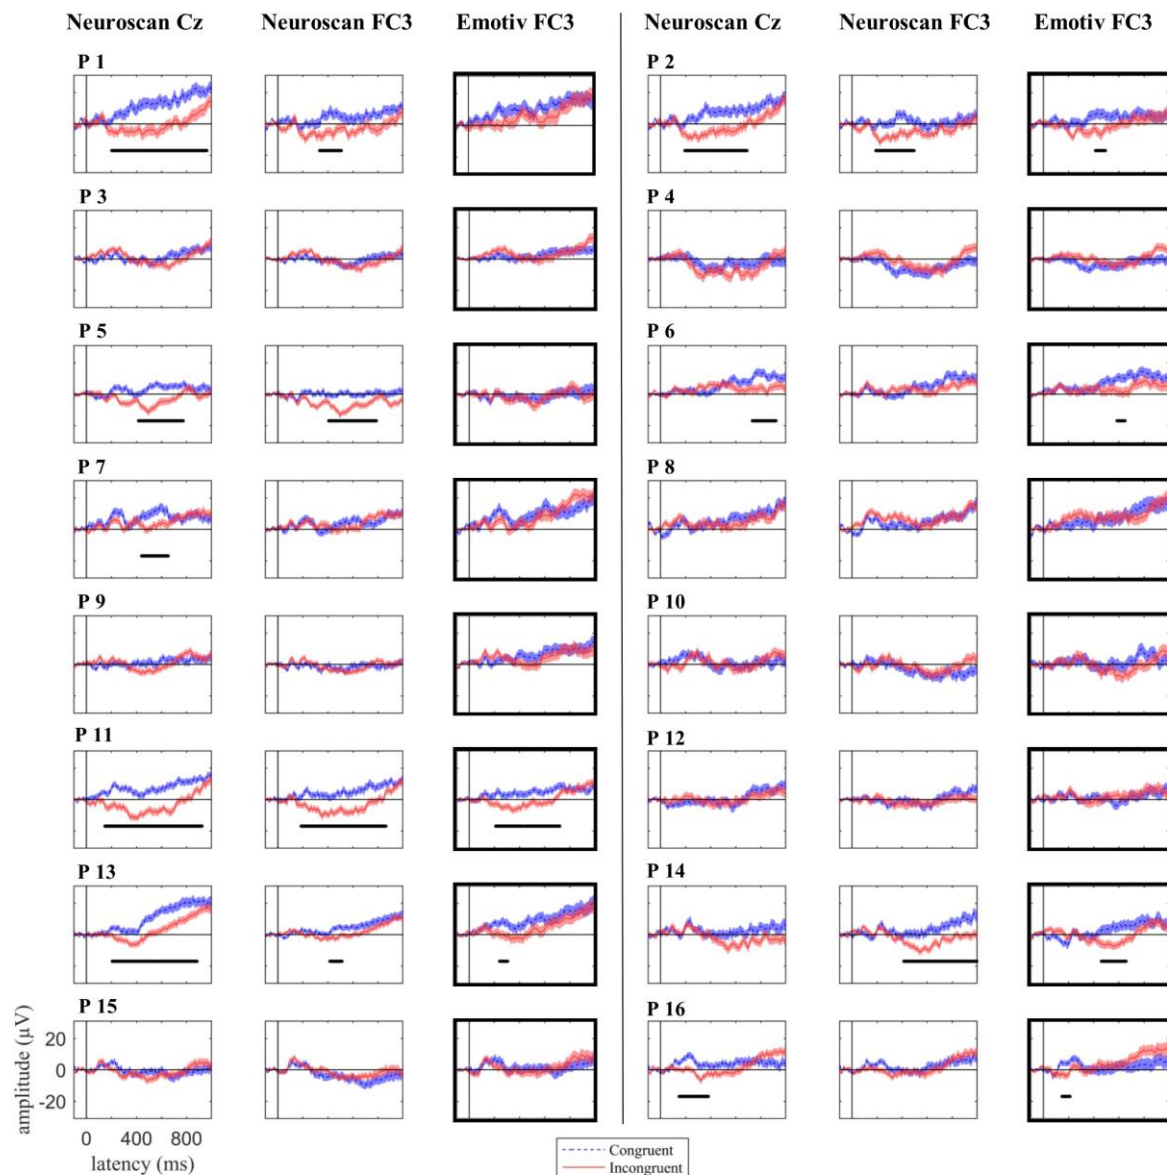 Neuroscan Cz Neuroscan FC3 Emotiv FC3 Neuroscan Cz Neuroscan FC3 Emotiv FC3
P 1 P 2
P 3 P 4
P 5 P 6
P 7 P 8
P 9 P 10
P 11 P 12
P 13 P 14
P 15 P 16
amplitude (µV)
20
0
-20
0 400 800
latency (ms)
Congruent
Incongruent